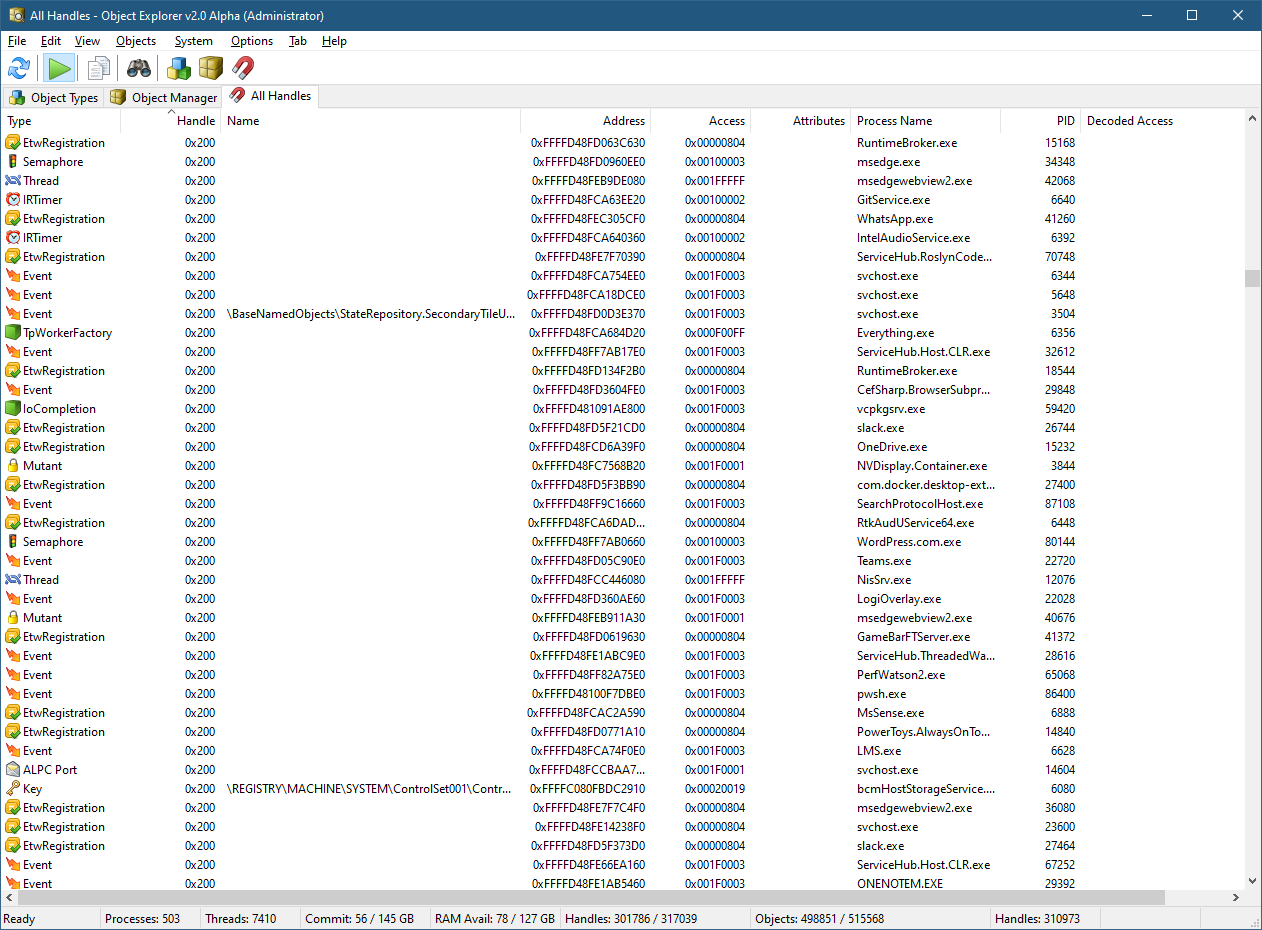 All Handles - Object Explorer v2.0 Alpha (Administrator)
File Edit View Objects System Options Tab Help
Object Types Object Manager All Handles
Type Handle Name Address Access Attributes Process Name PID Decoded Access
EtwRegistration 0x200 0xFFFFD48FD063C630 0x00000804 RuntimeBroker.exe 15168
Semaphore 0x200 0xFFFFD48FD0960EE0 0x00100003 msedge.exe 34348
Thread 0x200 0xFFFFD48FEB9DE080 0x001FFFFF msedgewebview2.exe 42068
IRTimer 0x200 0xFFFFD48FCA63EE20 0x00100002 GitService.exe 6640
EtwRegistration 0x200 0xFFFFD48FEC305CF0 0x00000804 WhatsApp.exe 41260
IRTimer 0x200 0xFFFFD48FCA640360 0x00100002 IntelAudioService.exe 6392
EtwRegistration 0x200 0xFFFFD48FE7F70390 0x00000804 ServiceHub.RoslynCode... 70748
Event 0x200 0xFFFFD48FCA754EE0 0x001F0003 svchost.exe 6344
Event 0x200 0xFFFFD48FCA18DCE0 0x001F0003 svchost.exe 5648
Event 0x200 \BaseNamedObjects\StateRepository.SecondaryTileU... 0xFFFFD48FD0D3E370 0x001F0003 svchost.exe 3504
TpWorkerFactory 0x200 0xFFFFD48FCA684D20 0x000F00FF Everything.exe 6356
Event 0x200 0xFFFFD48FF7AB17E0 0x001F0003 ServiceHub.Host.CLR.exe 32612
EtwRegistration 0x200 0xFFFFD48FD134F2B0 0x00000804 RuntimeBroker.exe 18544
Event 0x200 0xFFFFD48FD3604FE0 0x001F0003 CefSharp.BrowserSubpr... 29848
IoCompletion 0x200 0xFFFFD481091AE800 0x001F0003 vcpkgsrv.exe 59420
EtwRegistration 0x200 0xFFFFD48FD5F21CD0 0x00000804 slack.exe 26744
EtwRegistration 0x200 0xFFFFD48FCD6A39F0 0x00000804 OneDrive.exe 15232
Mutant 0x200 0xFFFFD48FC7568B20 0x001F0001 NVDisplay.Container.exe 3844
EtwRegistration 0x200 0xFFFFD48FD5F3BB90 0x00000804 com.docker.desktop-ext... 27400
Event 0x200 0xFFFFD48FF9C16660 0x001F0003 SearchProtocolHost.exe 87108
EtwRegistration 0x200 0xFFFFD48FCA6DAD... 0x00000804 RtkAudUService64.exe 6448
Semaphore 0x200 0xFFFFD48FF7AB0660 0x00100003 WordPress.com.exe 80144
Event 0x200 0xFFFFD48FD05C90E0 0x001F0003 Teams.exe 22720
Thread 0x200 0xFFFFD48FCC446080 0x001FFFFF NisSrv.exe 12076
Event 0x200 0xFFFFD48FD360AE60 0x001F0003 LogiOverlay.exe 22028
Mutant 0x200 0xFFFFD48FEB911A30 0x001F0001 msedgewebview2.exe 40676
EtwRegistration 0x200 0xFFFFD48FD0619630 0x00000804 GameBarFTServer.exe 41372
Event 0x200 0xFFFFD48FE1ABC9E0 0x001F0003 ServiceHub.ThreadedWa... 28616
Event 0x200 0xFFFFD48FF82A75E0 0x001F0003 PerfWatson2.exe 65068
Event 0x200 0xFFFFD48100F7DBE0 0x001F0003 pwsh.exe 86400
EtwRegistration 0x200 0xFFFFD48FCAC2A590 0x00000804 MsSense.exe 6888
EtwRegistration 0x200 0xFFFFD48FD0771A10 0x00000804 PowerToys.AlwaysOnTo... 14840
Event 0x200 0xFFFFD48FCA74F0E0 0x001F0003 LMS.exe 6628
ALPC Port 0x200 0xFFFFD48FCCBAA7... 0x001F0001 svchost.exe 14604
Key 0x200 \REGISTRY\MACHINE\SYSTEM\ControlSet001\Contr... 0xFFFFC080FBDC2910 0x00020019 bcmHostStorageService.... 6080
EtwRegistration 0x200 0xFFFFD48FE7F7C4F0 0x00000804 msedgewebview2.exe 36080
EtwRegistration 0x200 0xFFFFD48FE14238F0 0x00000804 svchost.exe 23600
EtwRegistration 0x200 0xFFFFD48FD5F373D0 0x00000804 slack.exe 27464
Event 0x200 0xFFFFD48FE66EA160 0x001F0003 ServiceHub.Host.CLR.exe 67252
Event 0x200 0xFFFFD48FE1AB5460 0x001F0003 ONENOTEM.EXE 29392
Ready Processes: 503 Threads: 7410 Commit: 56 / 145 GB RAM Avail: 78 / 127 GB Handles: 301786 / 317039 Objects: 498851 / 515568 Handles: 310973